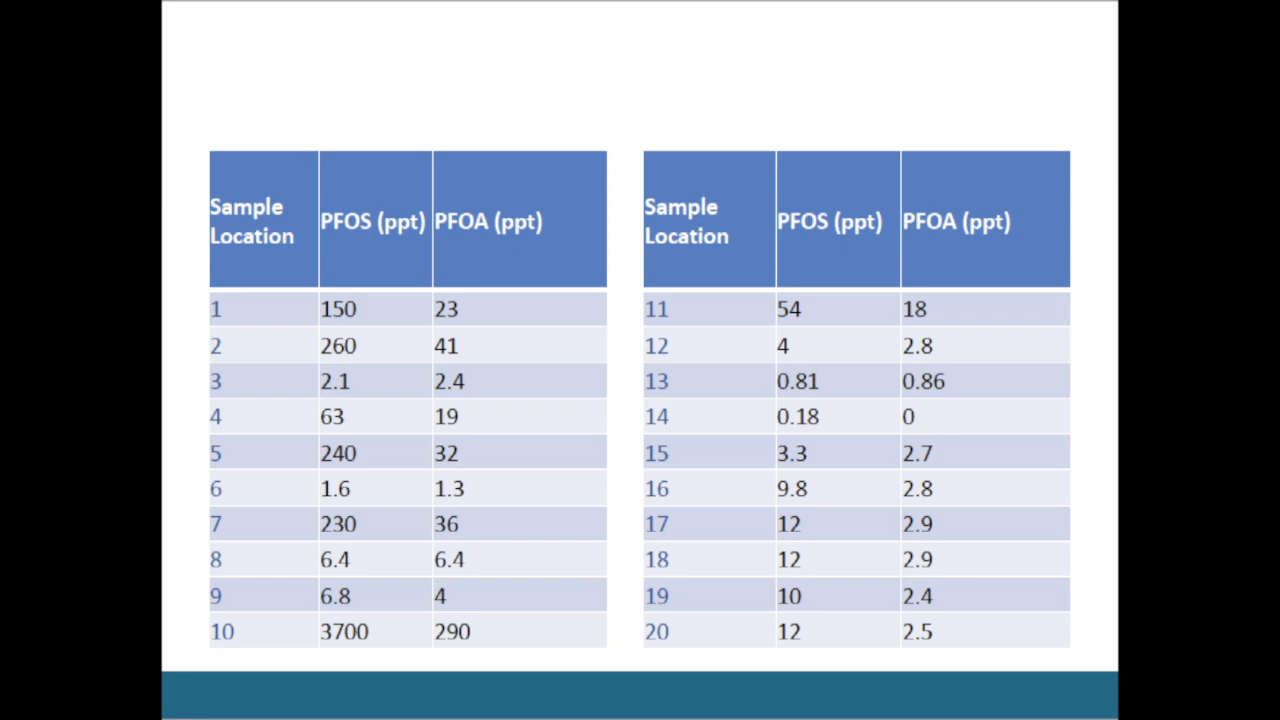 Sample Location PFOS (ppt) PFOA (ppt)
1 150 23
2 260 41
3 2.1 2.4
4 63 19
5 240 32
6 1.6 1.3
7 230 36
8 6.4 6.4
9 6.8 4
10 3700 290
Sample Location PFOS (ppt) PFOA (ppt)
11 54 18
12 4 2.8
13 0.81 0.86
14 0.18 0
15 3.3 2.7
16 9.8 2.8
17 12 2.9
18 12 2.9
19 10 2.4
20 12 2.5